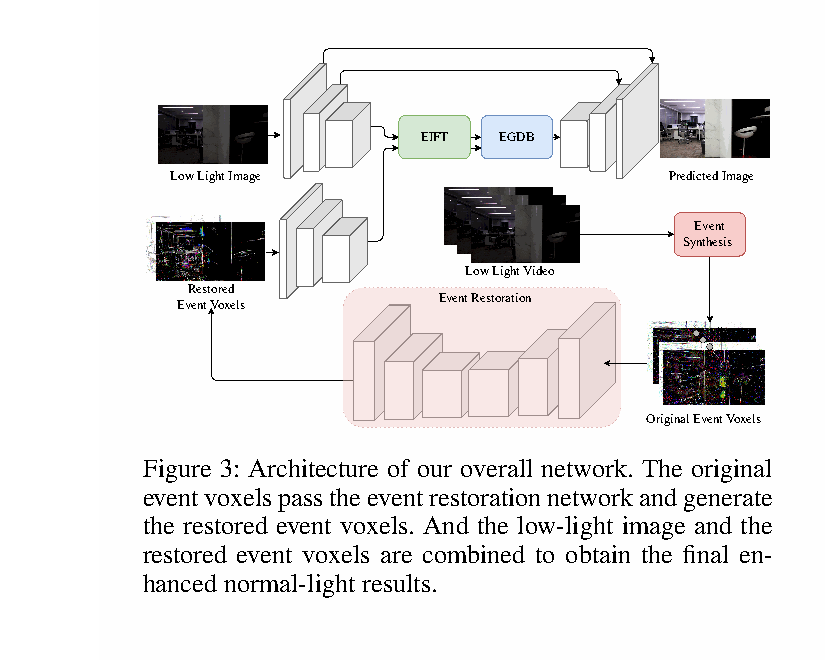 EIFT
EGDB
Low Light Image
Predicted Image
Event
Synthesis
Low Light Video
Restored
Event Voxels
Event Restoration
Original Event Voxels
Figure 3: Architecture of our overall network. The original
event voxels pass the event restoration network and generate
the restored event voxels. And the low-light image and the
restored event voxels are combined to obtain the final en-
hanced normal-light results.